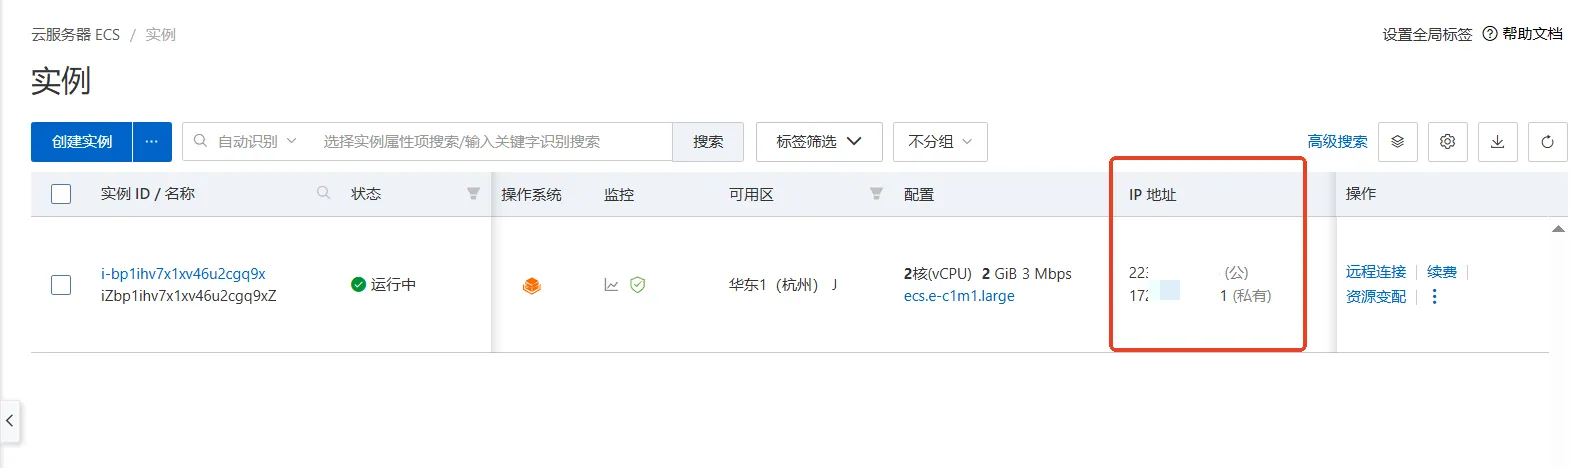 云服务器 ECS / 实例
设置全局标签 帮助文档
实例
创建实例 ··· 自动识别 选择实例属性项搜索/输入关键字识别搜索 搜索 标签筛选 不分组 高级搜索
实例 ID / 名称 状态 操作系统 监控 可用区 配置 IP 地址 操作
i-bp1ihv7x1xv46u2cgq9x
iZbp1ihv7x1xv46u2cgq9xZ
运行中
华东1（杭州） J
2核(vCPU) 2 GiB 3 Mbps
ecs.e-c1m1.large
22 (公)
17 1 (私有)
远程连接 | 续费 |
资源变配 |